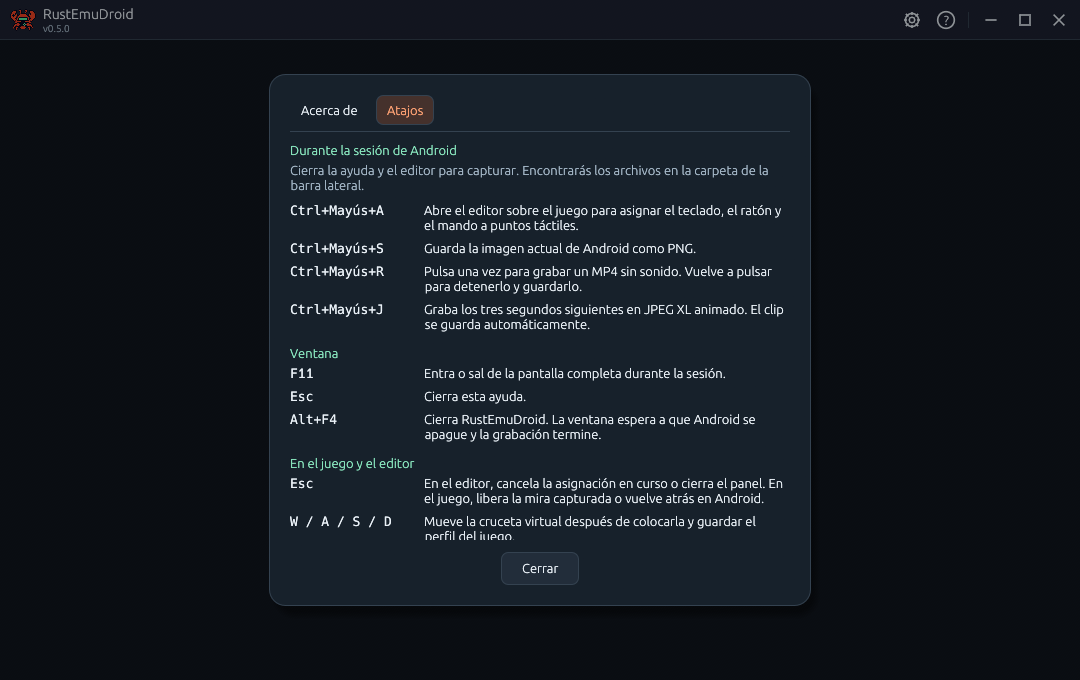 RustEmuDroid
v0.5.0
Acerca de
Atajos
Durante la sesión de Android
Cierra la ayuda y el editor para capturar. Encontrarás los archivos en la carpeta de la
barra lateral.
Ctrl+Mayús+A
Abre el editor sobre el juego para asignar el teclado, el ratón y
el mando a puntos táctiles.
Ctrl+Mayús+S
Guarda la imagen actual de Android como PNG.
Ctrl+Mayús+R
Pulsa una vez para grabar un MP4 sin sonido. Vuelve a pulsar
para detenerlo y guardarlo.
Ctrl+Mayús+J
Graba los tres segundos siguientes en JPEG XL animado. El clip
se guarda automáticamente.
Ventana
F11
Entra o sal de la pantalla completa durante la sesión.
Esc
Cierra esta ayuda.
Alt+F4
Cierra RustEmuDroid. La ventana espera a que Android se
apague y la grabación termine.
En el juego y el editor
Esc
En el editor, cancela la asignación en curso o cierra el panel. En
el juego, libera la mira capturada o vuelve atrás en Android.
W / A / S / D
Mueve la cruceta virtual después de colocarla y guardar el
perfil del juego.
Cerrar